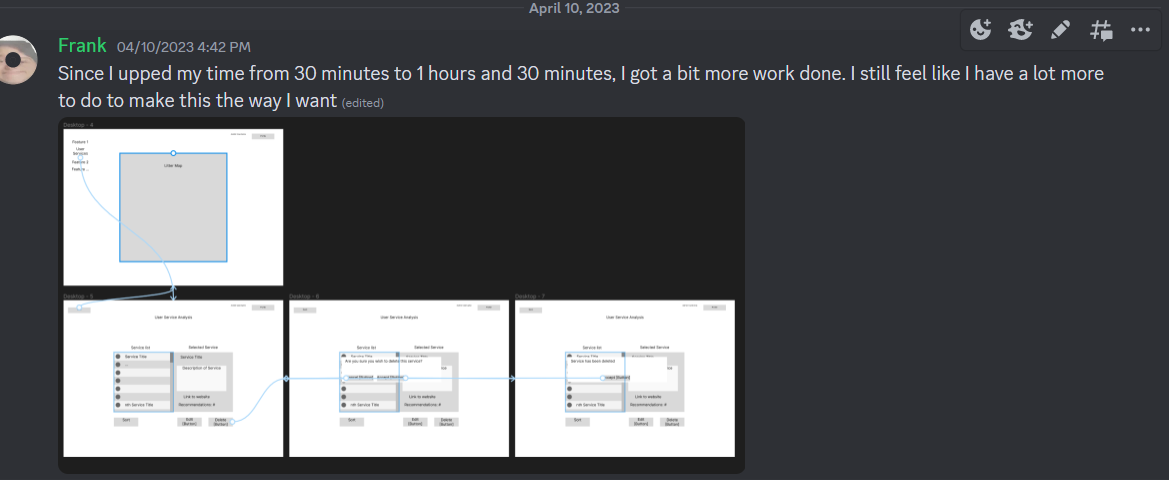 April 10, 2023
Frank 04/10/2023 4:42 PM
Since I upped my time from 30 minutes to 1 hours and 30 minutes, I got a bit more work done. I still feel like I have a lot more
to do to make this the way I want (edited)
Desktop - 4
Feature 1
User
Services
Feature 2
Feature ...
Litter Map
Desktop - 5
User Service Analysis
Service list
Selected Service
Service Title
Service Title
Description of Service
Link to website
nth Service Title
Recommendations: #
Sort
Edit
[Button]
Delete
[Button]
Desktop - 6
User Service Analysis
Service list
Selected Service
Service Title
Are you sure you wish to delete this service?
Accept [Button]
Link to website
nth Service Title
Recommendations: #
Sort
Edit
[Button]
Delete
[Button]
Desktop - 7
User Service Analysis
Service list
Selected Service
Service Title
Service has been deleted
Accept [Button]
Link to website
nth Service Title
Recommendations: #
Sort
Edit
[Button]
Delete
[Button]